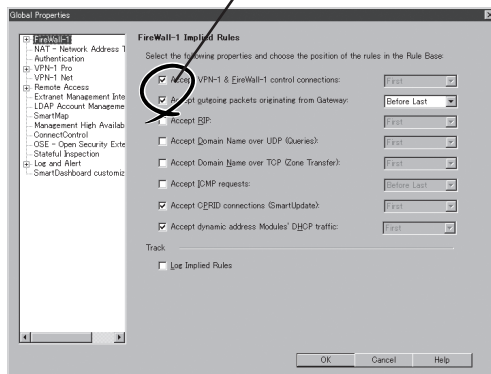 Global Properties
FireWall-1
NAT - Network Address T
Authentication
VPN-1 Pro
VPN-1 Net
Remote Access
Extranet Management Inte
LDAP Account Manageme
SmartMap
Management High Availab
ConnectControl
OSE - Open Security Exte
Stateful Inspection
Log and Alert
SmartDashboard customiz
FireWall-1 Implied Rules
Select the following properties and choose the position of the rules in the Rule Base:
Accept VPN-1 & FireWall-1 control connections: First
Accept outgoing packets originating from Gateway: Before Last
Accept RIP: First
Accept Domain Name over UDP (Queries): First
Accept Domain Name over TCP (Zone Transfer): First
Accept ICMP requests: Before Last
Accept CPRID connections (SmartUpdate): First
Accept dynamic address Modules' DHCP traffic: First
Track
Log Implied Rules
OK Cancel Help